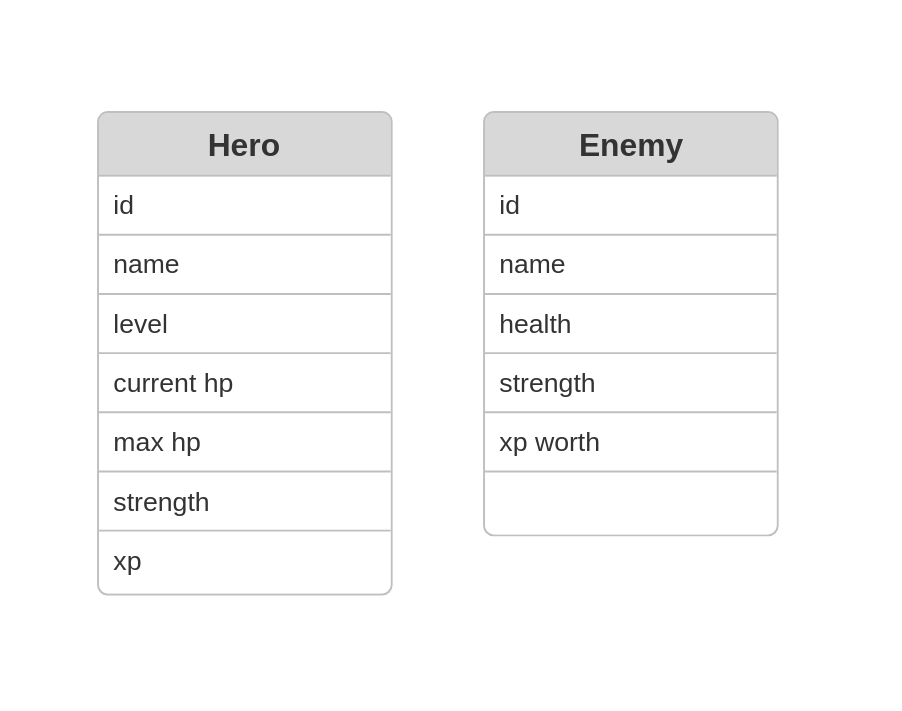 Hero
id
name
level
current hp
max hp
strength
xp
Enemy
id
name
health
strength
xp worth